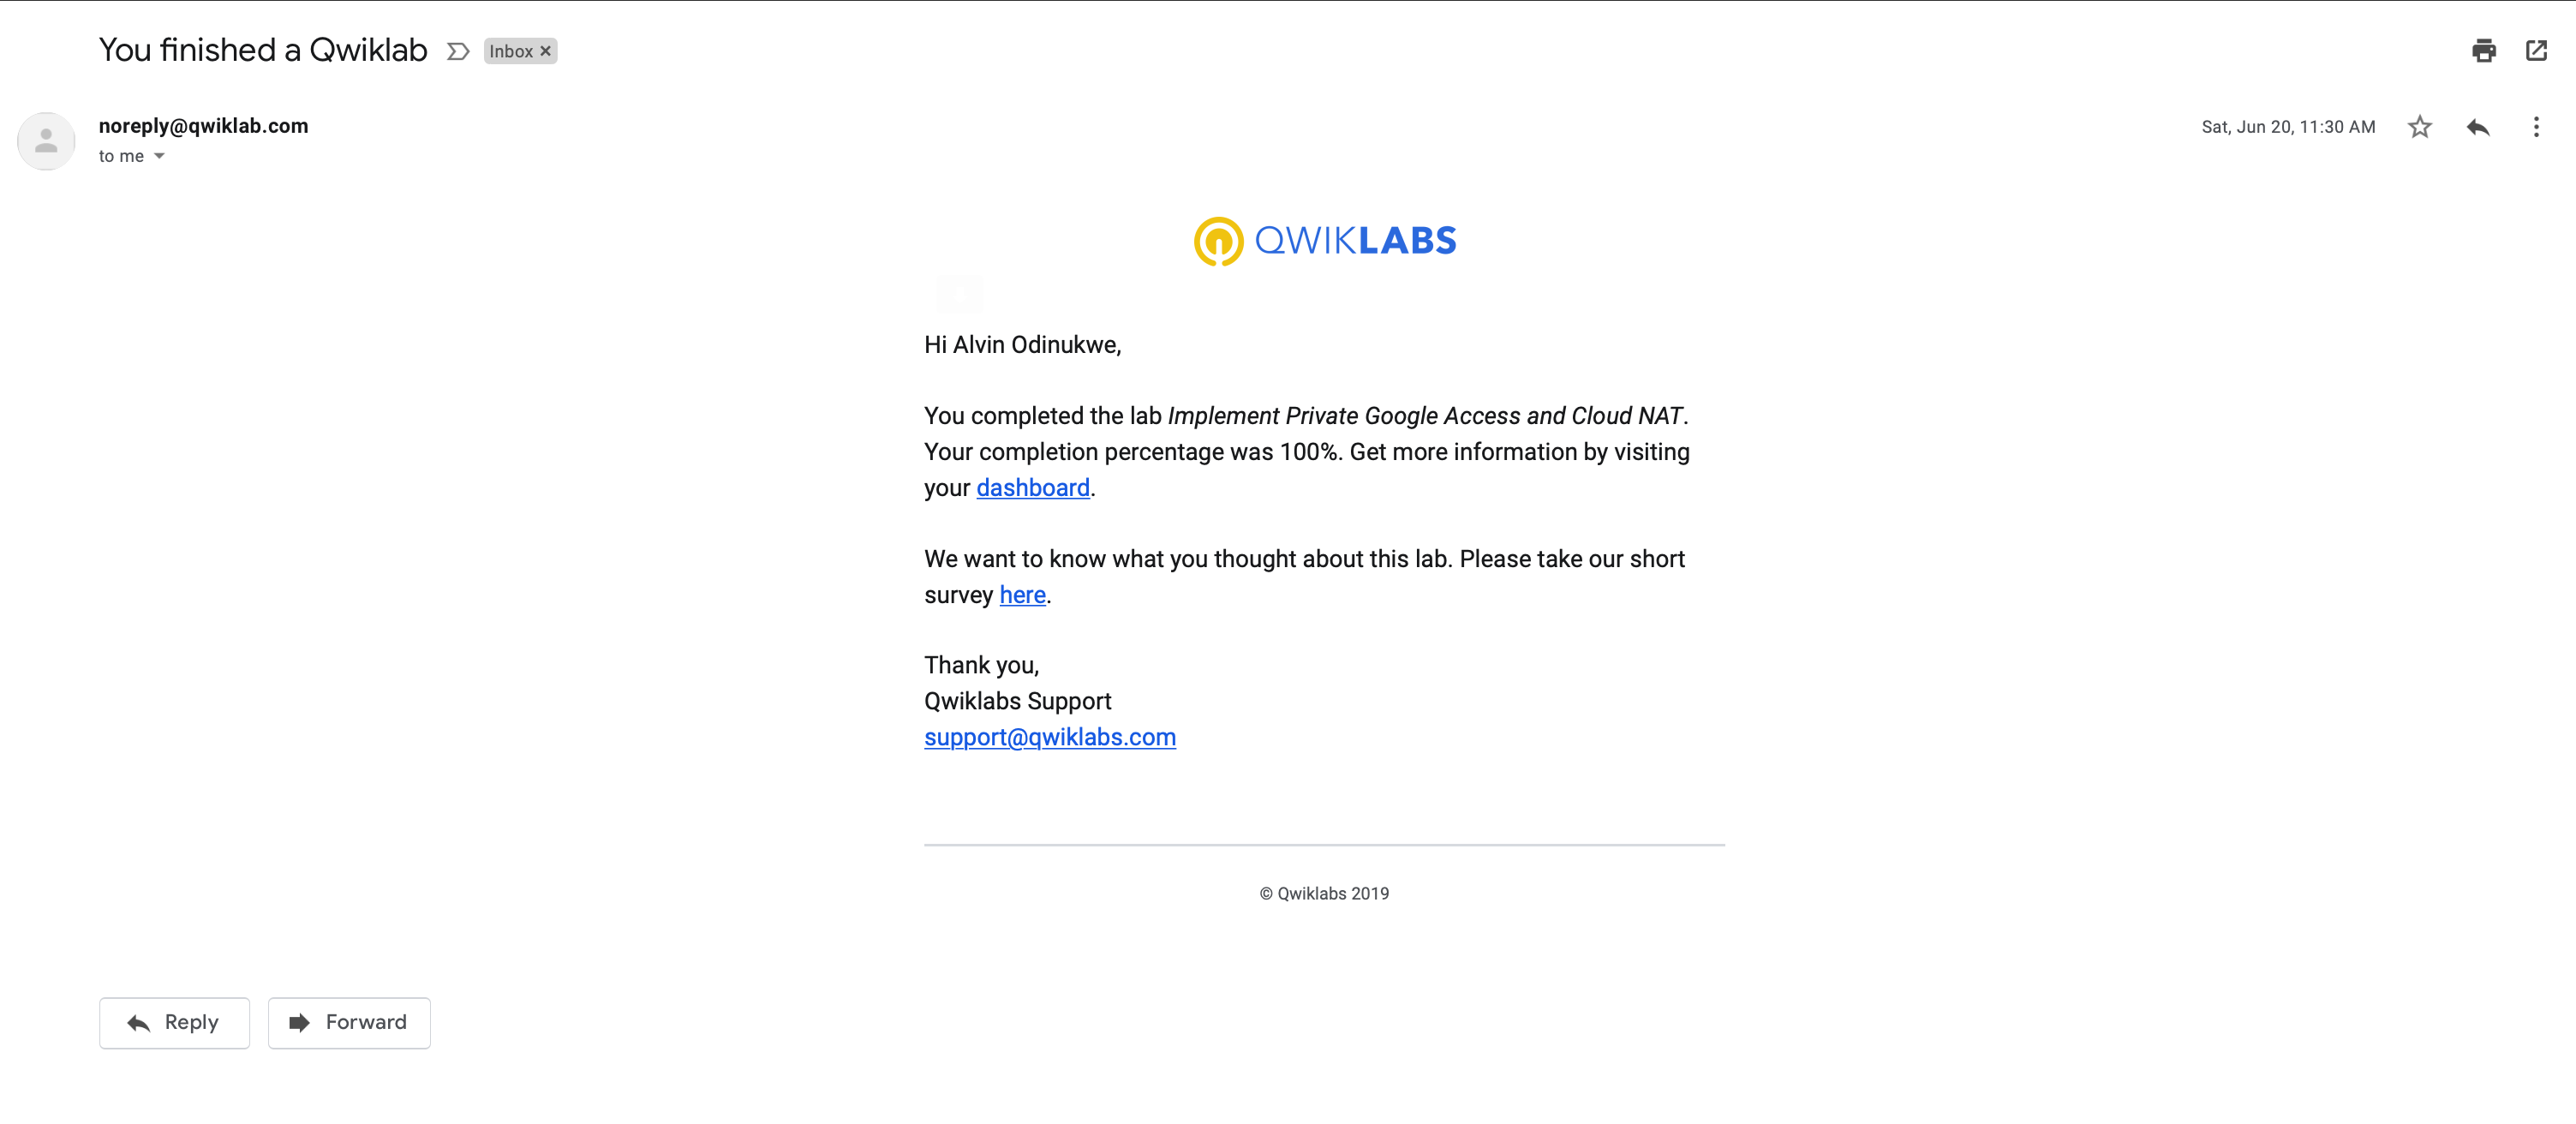 You finished a Qwiklab
Inbox ×
noreply@qwiklab.com
to me
Sat, Jun 20, 11:30 AM
QWIKLABS
Hi Alvin Odinukwe,
You completed the lab Implement Private Google Access and Cloud NAT.
Your completion percentage was 100%. Get more information by visiting
your dashboard.
We want to know what you thought about this lab. Please take our short
survey here.
Thank you,
Qwiklabs Support
support@qwiklabs.com
© Qwiklabs 2019
Reply
Forward